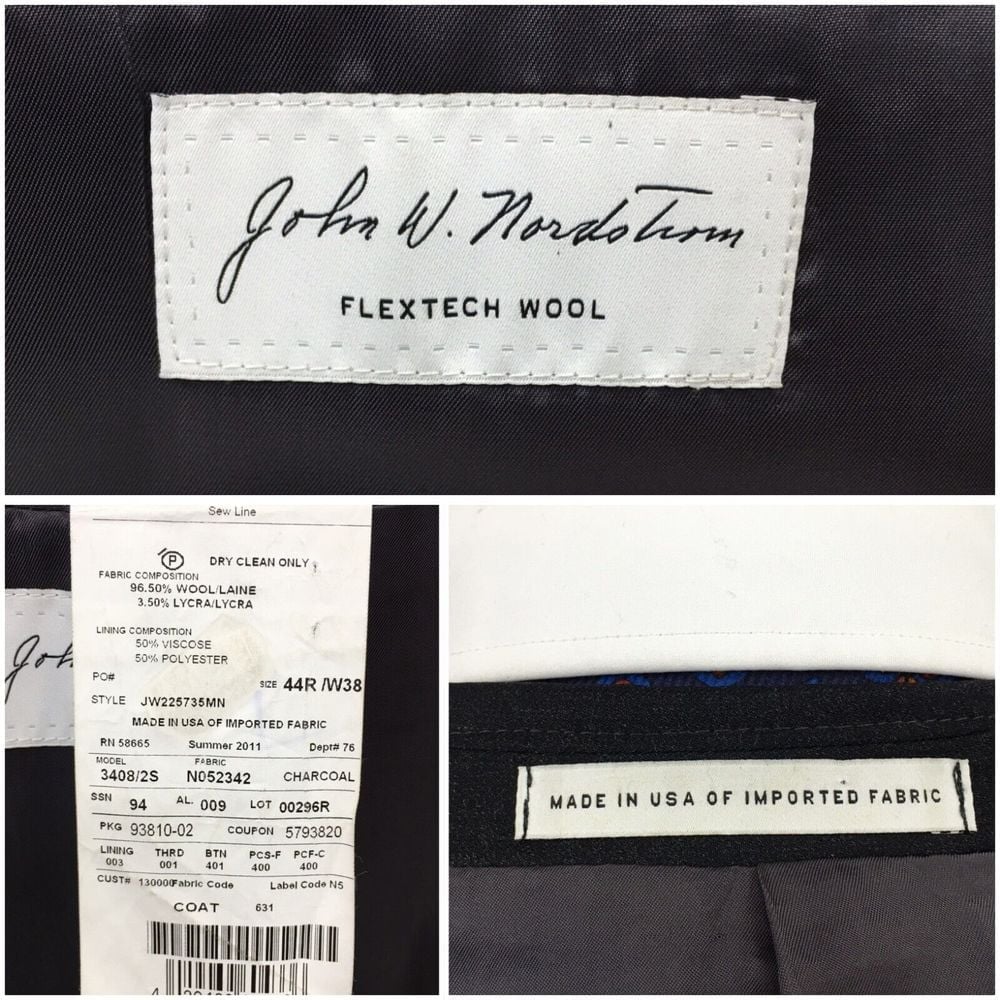 John W. Nordstrom
FLEXTECH WOOL
Sew Line
P DRY CLEAN ONLY
FABRIC COMPOSITION
96.50% WOOL/LAINE
3.50% LYCRA/LYCRA
LINING COMPOSITION
50% VISCOSE
50% POLYESTER
PO#
SIZE 44R /W38
STYLE JW225735MN
MADE IN USA OF IMPORTED FABRIC
RN 58665 Summer 2011 Dept# 76
MODEL FABRIC
3408/2S N052342 CHARCOAL
SSN 94 AL. 009 LOT 00296R
PKG 93810-02 COUPON 5793820
LINING THRD BTN PCS-F PCF-C
003 001 401 400 400
CUST# 130000 Fabric Code Label Code N5
COAT 631
Joh
MADE IN USA OF IMPORTED FABRIC